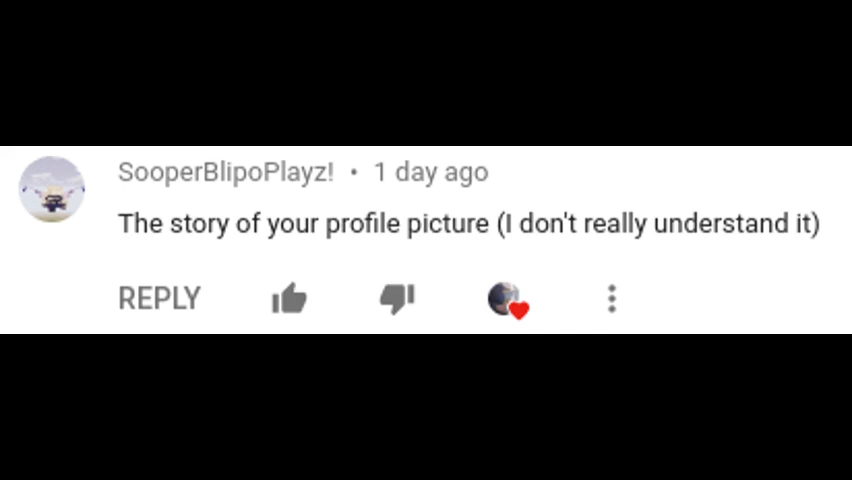 SooperBlipoPlayz! • 1 day ago
The story of your profile picture (I don't really understand it)
REPLY